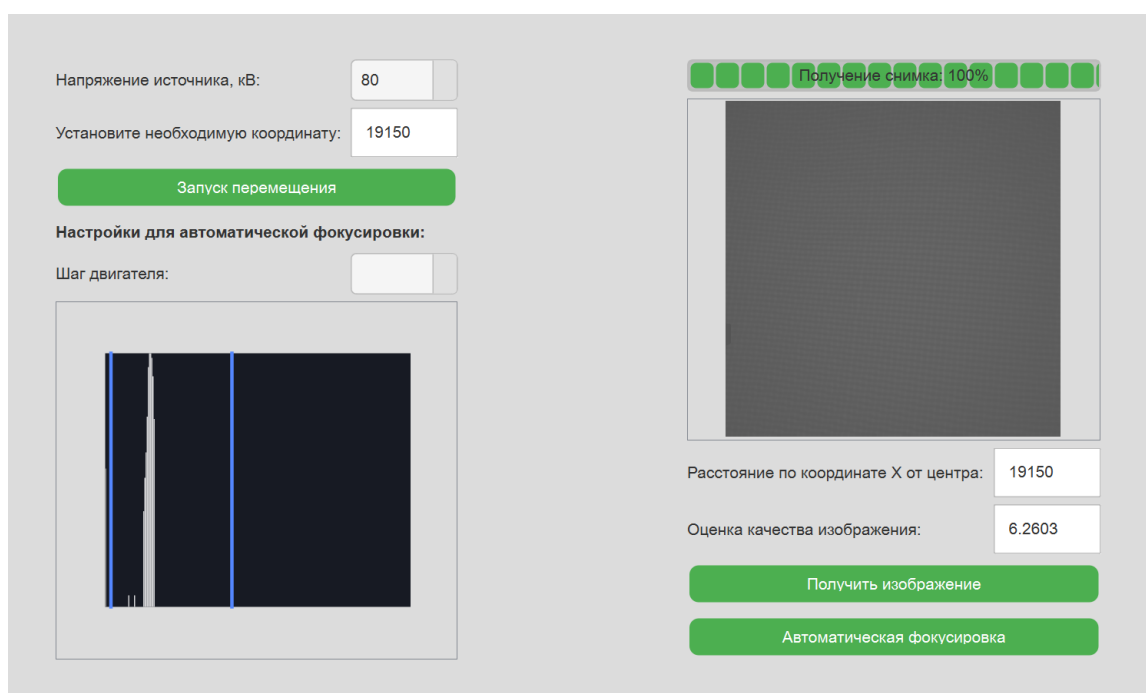 Напряжение источника, кВ:
80
Установите необходимую координату:
19150
Запуск перемещения
Настройки для автоматической фокусировки:
Шаг двигателя:
Получение снимка: 100%
Расстояние по координате X от центра:
19150
Оценка качества изображения:
6.2603
Получить изображение
Автоматическая фокусировка